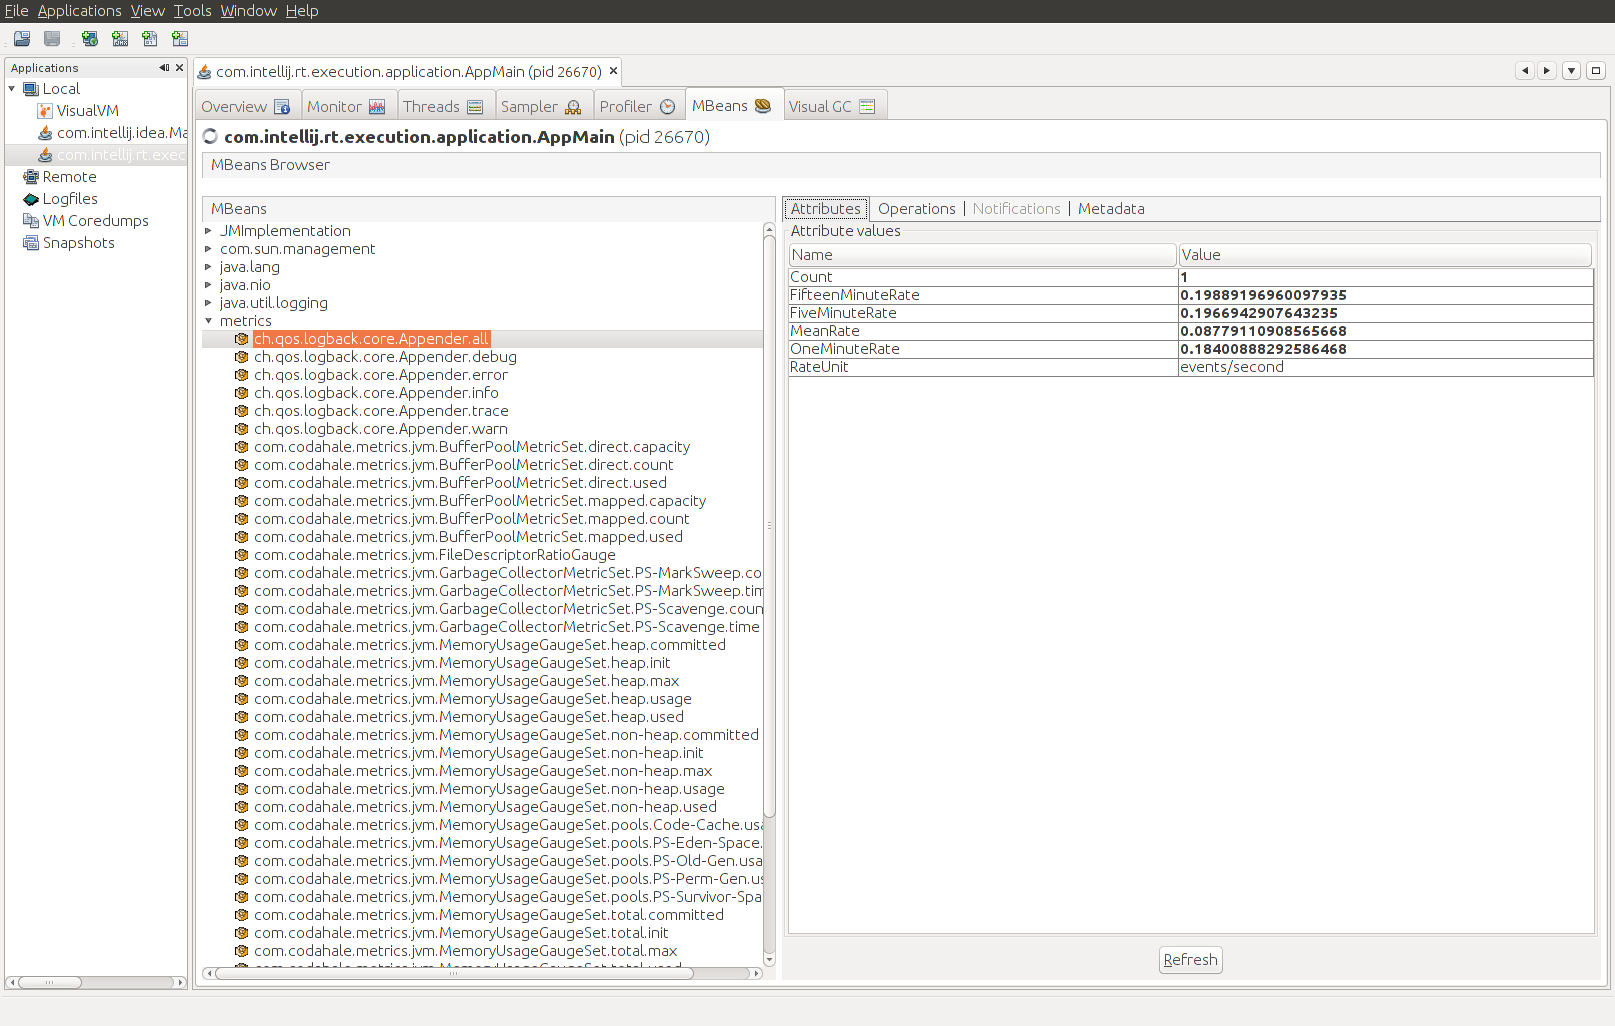 File Applications View Tools Window Help
Applications
com.intellij.rt.execution.application.AppMain (pid 26670)
Local
VisualVM
com.intellij.idea.Ma
com.intellij.rt.exec
Remote
Logfiles
VM Coredumps
Snapshots
Overview Monitor Threads Sampler Profiler MBeans Visual GC
com.intellij.rt.execution.application.AppMain (pid 26670)
MBeans Browser
MBeans
JMImplementation
com.sun.management
java.lang
java.nio
java.util.logging
metrics
ch.qos.logback.core.Appender.all
ch.qos.logback.core.Appender.debug
ch.qos.logback.core.Appender.error
ch.qos.logback.core.Appender.info
ch.qos.logback.core.Appender.trace
ch.qos.logback.core.Appender.warn
com.codahale.metrics.jvm.BufferPoolMetricSet.direct.capacity
com.codahale.metrics.jvm.BufferPoolMetricSet.direct.count
com.codahale.metrics.jvm.BufferPoolMetricSet.direct.used
com.codahale.metrics.jvm.BufferPoolMetricSet.mapped.capacity
com.codahale.metrics.jvm.BufferPoolMetricSet.mapped.count
com.codahale.metrics.jvm.BufferPoolMetricSet.mapped.used
com.codahale.metrics.jvm.FileDescriptorRatioGauge
com.codahale.metrics.jvm.GarbageCollectorMetricSet.PS-MarkSweep.co
com.codahale.metrics.jvm.GarbageCollectorMetricSet.PS-MarkSweep.tim
com.codahale.metrics.jvm.GarbageCollectorMetricSet.PS-Scavenge.coun
com.codahale.metrics.jvm.GarbageCollectorMetricSet.PS-Scavenge.time
com.codahale.metrics.jvm.MemoryUsageGaugeSet.heap.committed
com.codahale.metrics.jvm.MemoryUsageGaugeSet.heap.init
com.codahale.metrics.jvm.MemoryUsageGaugeSet.heap.max
com.codahale.metrics.jvm.MemoryUsageGaugeSet.heap.usage
com.codahale.metrics.jvm.MemoryUsageGaugeSet.heap.used
com.codahale.metrics.jvm.MemoryUsageGaugeSet.non-heap.committed
com.codahale.metrics.jvm.MemoryUsageGaugeSet.non-heap.init
com.codahale.metrics.jvm.MemoryUsageGaugeSet.non-heap.max
com.codahale.metrics.jvm.MemoryUsageGaugeSet.non-heap.usage
com.codahale.metrics.jvm.MemoryUsageGaugeSet.non-heap.used
com.codahale.metrics.jvm.MemoryUsageGaugeSet.pools.Code-Cache.usa
com.codahale.metrics.jvm.MemoryUsageGaugeSet.pools.PS-Eden-Space.
com.codahale.metrics.jvm.MemoryUsageGaugeSet.pools.PS-Old-Gen.usa
com.codahale.metrics.jvm.MemoryUsageGaugeSet.pools.PS-Perm-Gen.us
com.codahale.metrics.jvm.MemoryUsageGaugeSet.pools.PS-Survivor-Spa
com.codahale.metrics.jvm.MemoryUsageGaugeSet.total.committed
com.codahale.metrics.jvm.MemoryUsageGaugeSet.total.init
com.codahale.metrics.jvm.MemoryUsageGaugeSet.total.max
Attributes Operations | Notifications | Metadata
Attribute values
Name Value
Count 1
FifteenMinuteRate 0.19889196960097935
FiveMinuteRate 0.1966942907643235
MeanRate 0.08779110908565668
OneMinuteRate 0.18400888292586468
RateUnit events/second
Refresh